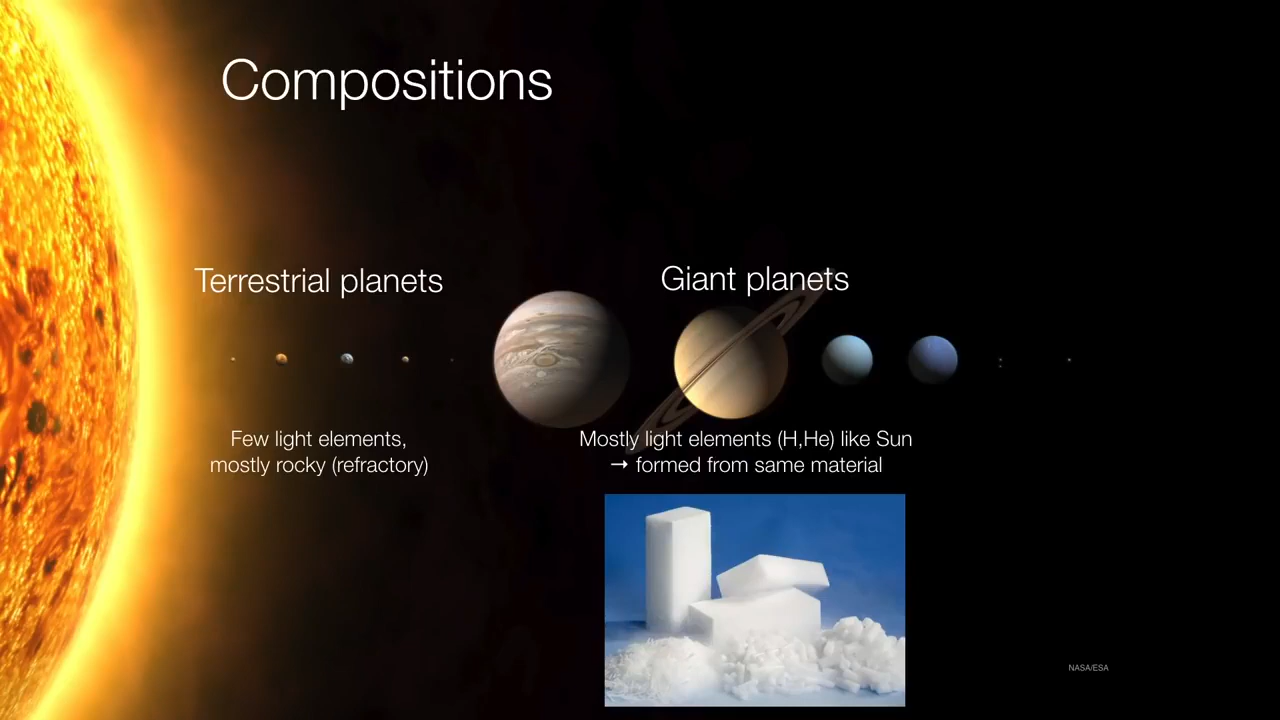 Compositions
Terrestrial planets
Giant planets
Few light elements,
mostly rocky (refractory)
Mostly light elements (H,He) like Sun
→ formed from same material
NASA/ESA